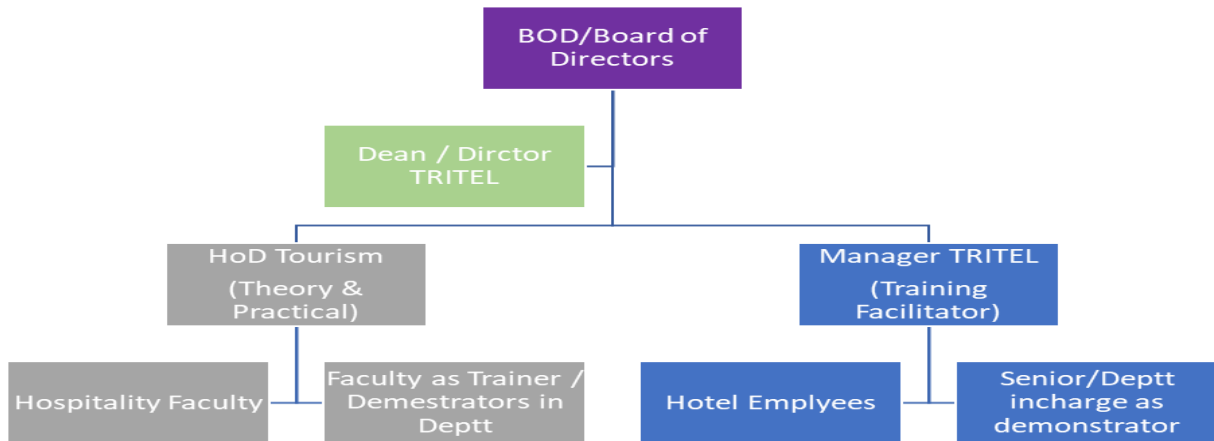 BOD/Board of
Directors
Dean / Dirctor
TRITEL
HoD Tourism
(Theory &
Practical)
Manager TRITEL
(Training
Facilitator)
Hospitality Faculty
Faculty as Trainer /
Demestrators in
Deptt
Hotel Emplyees
Senior/Deptt
incharge as
demonstrator